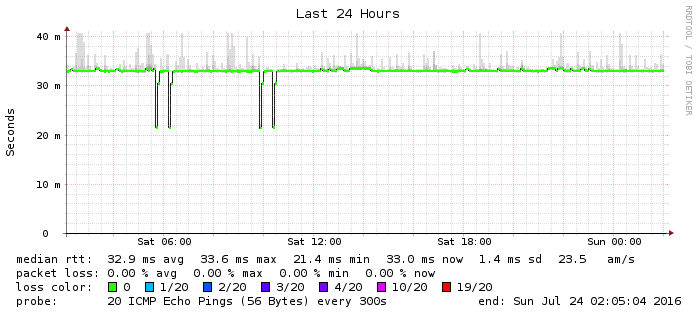 Last 24 Hours
RRDTOOL / TOBI OETIKER
Seconds
40 m
30 m
20 m
10 m
0
Sat 06:00 Sat 12:00 Sat 18:00 Sun 00:00
median rtt: 32.9 ms avg 33.6 ms max 21.4 ms min 33.0 ms now 1.4 ms sd 23.5 am/s
packet loss: 0.00 % avg 0.00 % max 0.00 % min 0.00 % now
loss color: 0 1/20 2/20 3/20 4/20 10/20 19/20
probe: 20 ICMP Echo Pings (56 Bytes) every 300s end: Sun Jul 24 02:05:04 2016